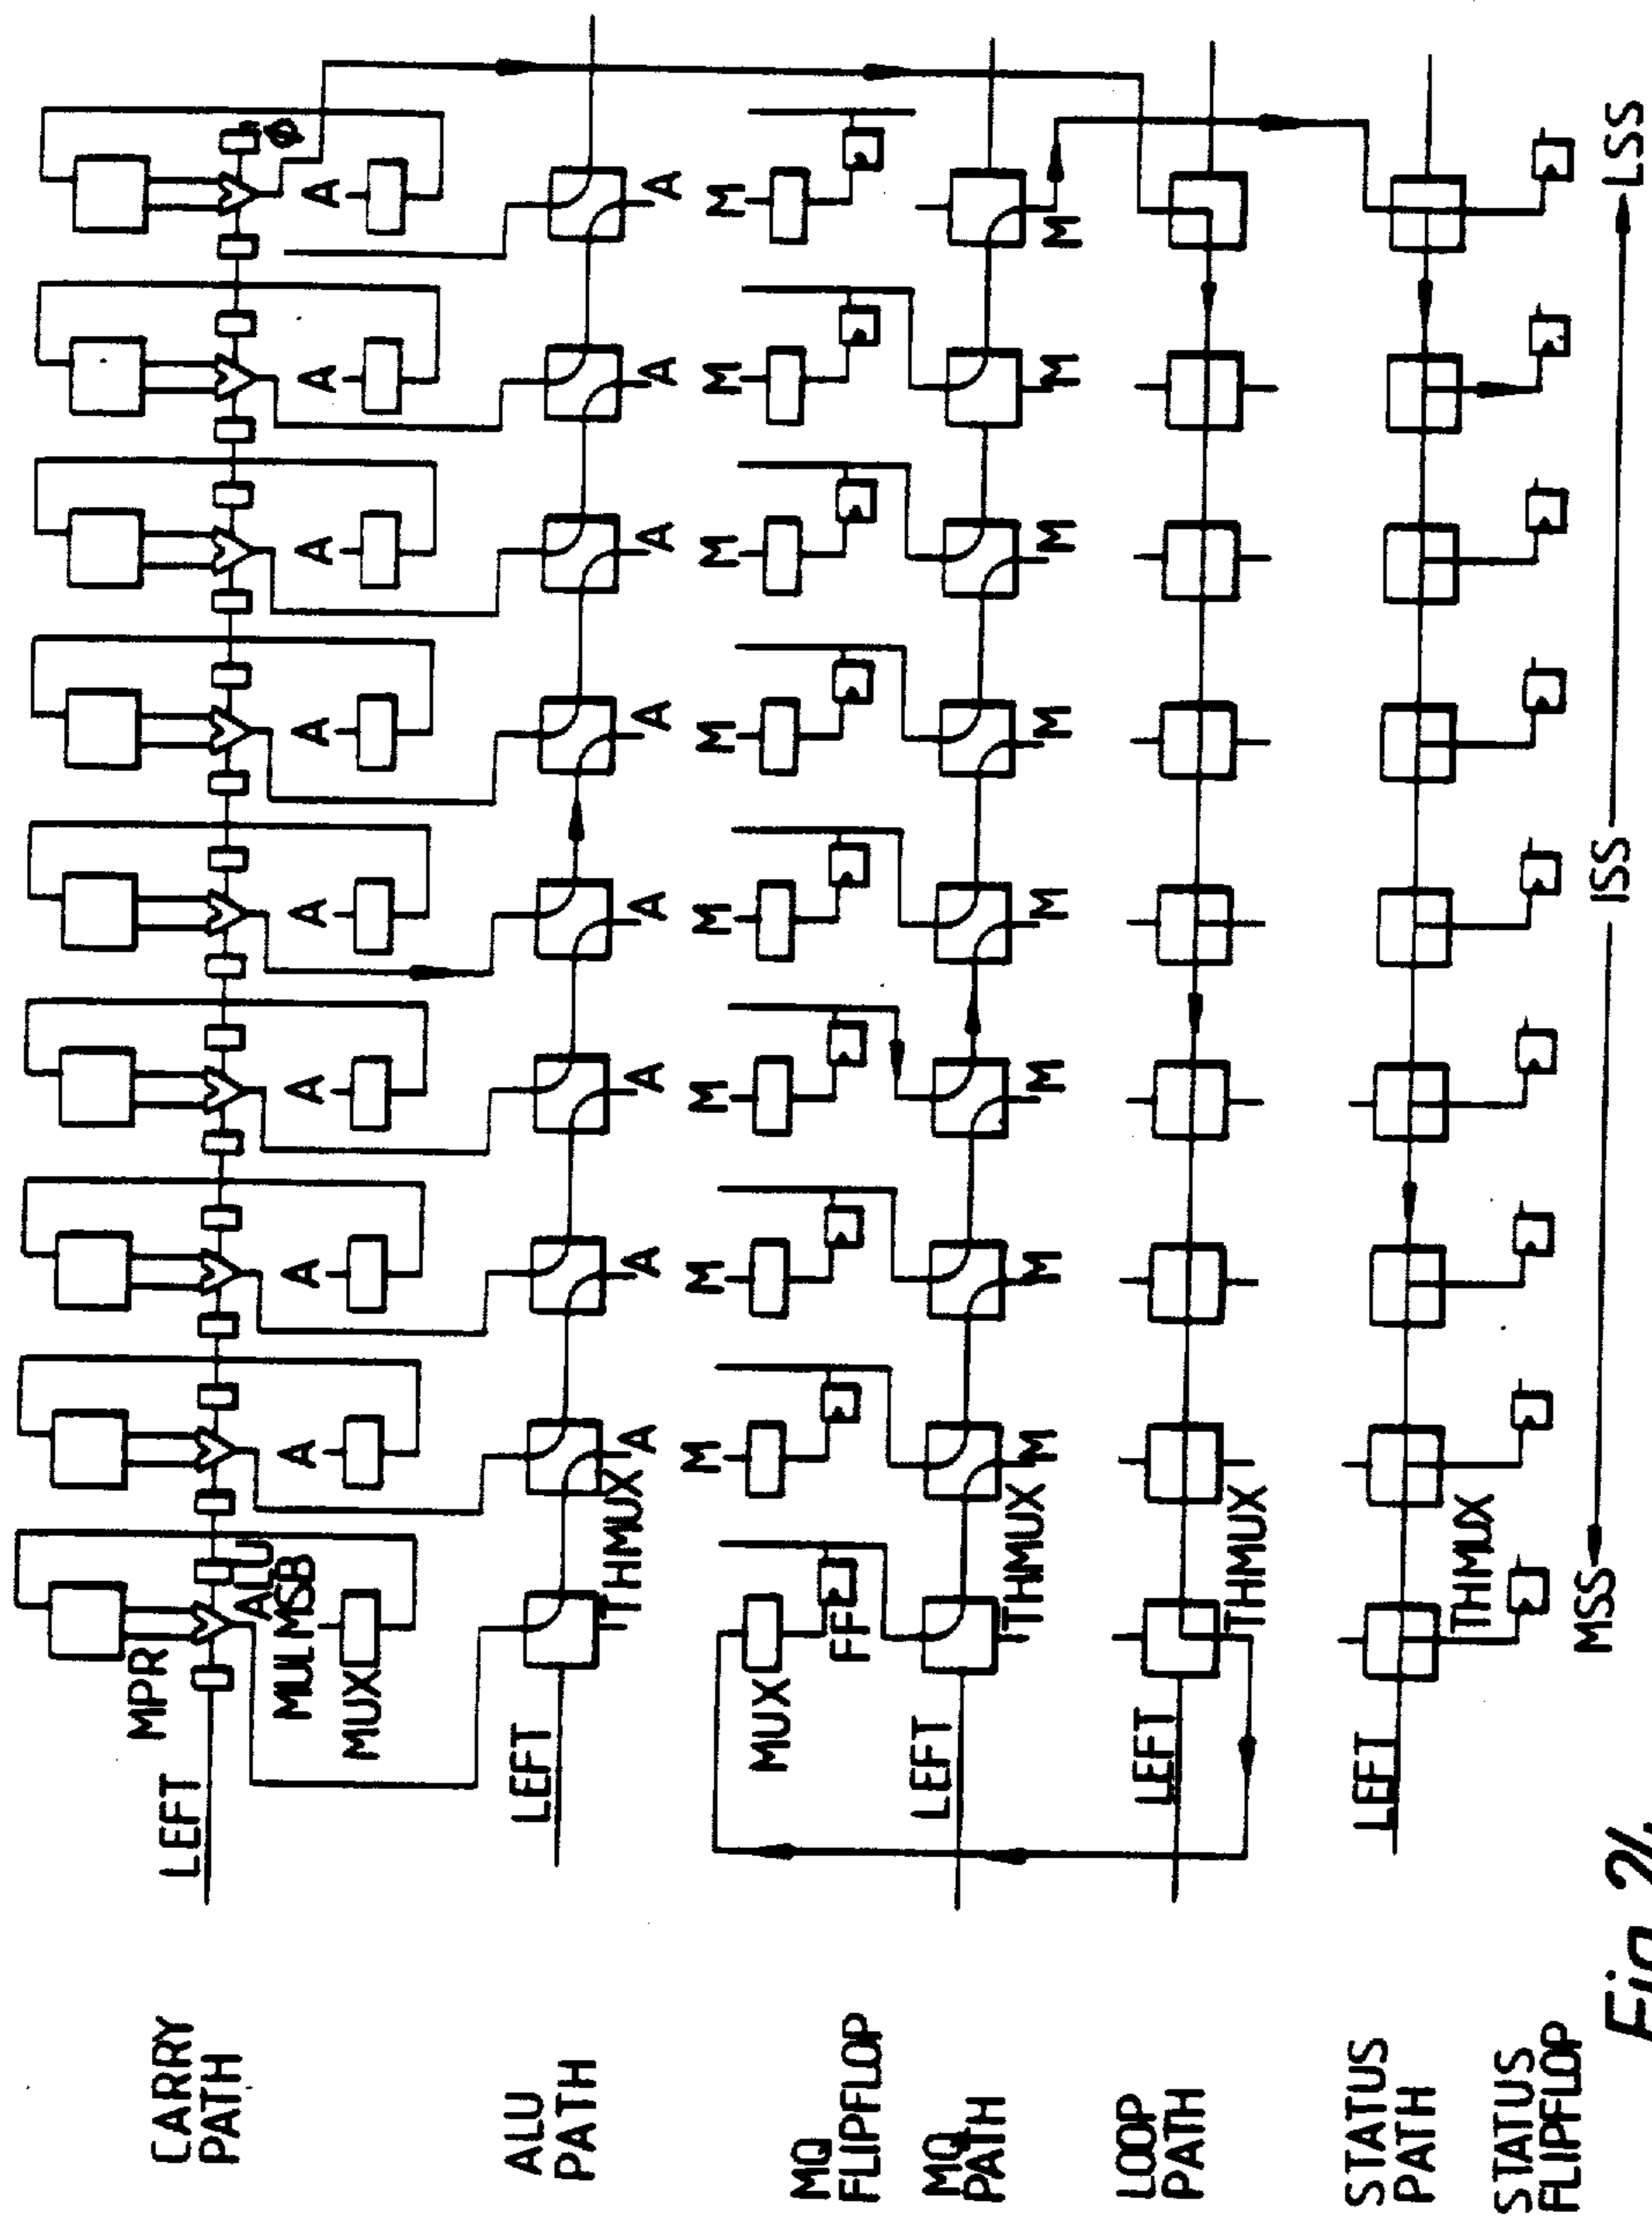 CARRY
PATH
LEFT
MPR
ALU
MUL MSB
MUX
A A A A A A A A
"Φ
ALU
PATH
LEFT
THMUX
A A A A A A A A
MQ
FLIPFLOP
MUX
FF
M M M M M M M M
MQ
PATH
LEFT
THMUX
M M M M M M M M
LOOP
PATH
LEFT
THMUX
STATUS
PATH
LEFT
THMUX
STATUS
FLIPFLOP
MSS ISS LSS
Fig